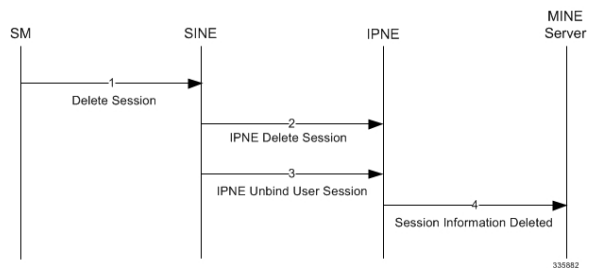 MINE
SM
SINE
IPNE
Server
1
Delete Session
2
IPNE Delete Session
3
IPNE Unbind User Session
4
Session Information Deleted
335882